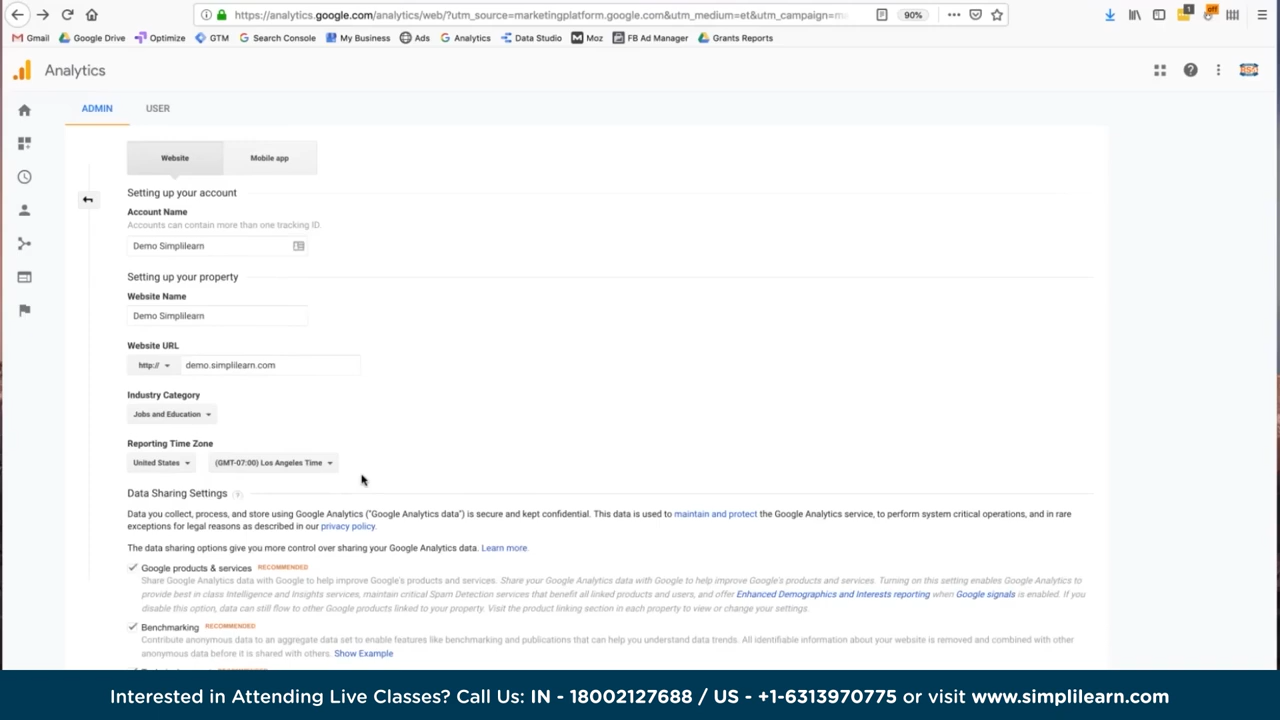 https://analytics.google.com/analytics/web/?utm_source=marketingplatform.google.com&utm_medium=et&utm_campaign=m
90%
1
off
Gmail Google Drive Optimize GTM Search Console My Business Ads Analytics Data Studio Moz FB Ad Manager Grants Reports
Analytics
ADMIN USER
Website Mobile app
Setting up your account
Account Name
Accounts can contain more than one tracking ID.
Demo Simplilearn
Setting up your property
Website Name
Demo Simplilearn
Website URL
http:// demo.simplilearn.com
Industry Category
Jobs and Education
Reporting Time Zone
United States (GMT-07:00) Los Angeles Time
Data Sharing Settings ?
Data you collect, process, and store using Google Analytics ("Google Analytics data") is secure and kept confidential. This data is used to maintain and protect the Google Analytics service, to perform system critical operations, and in rare
exceptions for legal reasons as described in our privacy policy.
The data sharing options give you more control over sharing your Google Analytics data. Learn more.
Google products & services RECOMMENDED
Share Google Analytics data with Google to help improve Google's products and services. Share your Google Analytics data with Google to help improve Google's products and services. Turning on this setting enables Google Analytics to
provide best in class Intelligence and Insights services, maintain critical Spam Detection services that benefit all linked products and users, and offer Enhanced Demographics and Interests reporting when Google signals is enabled. If you
disable this option, data can still flow to other Google products linked to your property. Visit the product linking section in each property to view or change your settings.
Benchmarking RECOMMENDED
Contribute anonymous data to an aggregate data set to enable features like benchmarking and publications that can help you understand data trends. All identifiable information about your website is removed and combined with other
anonymous data before it is shared with others. Show Example
Interested in Attending Live Classes? Call Us: IN - 18002127688 / US - +1-6313970775 or visit www.simplilearn.com